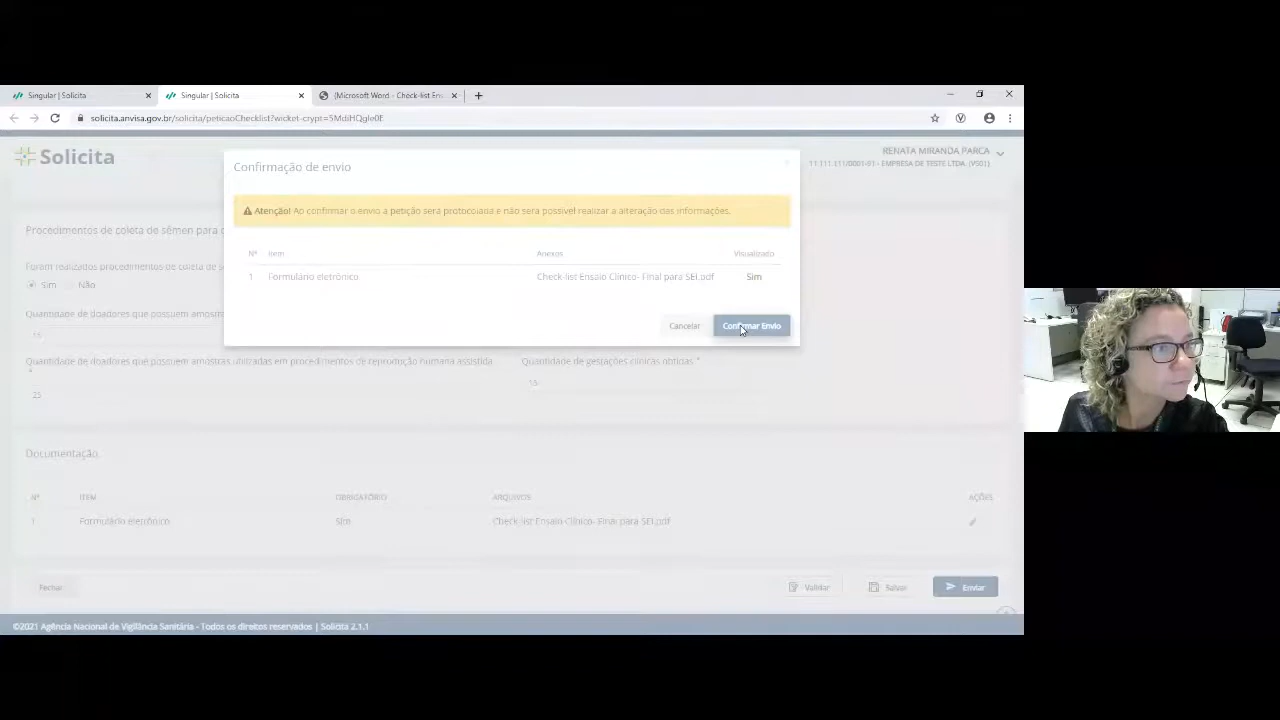 Singular | Solicita
Singular | Solicita
(Microsoft Word - Check-list En
solicita.anvisa.gov.br/solicita/peticaoChecklist?wicket-crypt=5MdiHQgle0E
Solicita
RENATA MIRANDA PARCA
11.111.111/0001-91 - EMPRESA DE TESTE LTDA. (VS01)
Confirmação de envio
Atenção! Ao confirmar o envio a petição será protocolada e não será possível realizar a alteração das informações.
Nº Item Anexos Visualizado
1 Formulário eletrônico Check-list Ensaio Clínico- Final para SEI.pdf Sim
Cancelar Confirmar Envio
Procedimentos de coleta de sêmen para
Foram realizados procedimentos de coleta de s
Sim Não
Quantidade de doadores que possuem amostras
Quantidade de doadores que possuem amostras utilizadas em procedimentos de reprodução humana assistida Quantidade de gestações clínicas obtidas *
*
25 15
Documentação
Nº ITEM OBRIGATÓRIO ARQUIVOS AÇÕES
1 Formulário eletrônico Sim Check-list Ensaio Clínico- Final para SEI.pdf
Fechar Validar Salvar Enviar
©2021 Agência Nacional de Vigilância Sanitária - Todos os direitos reservados | Solicita 2.1.1